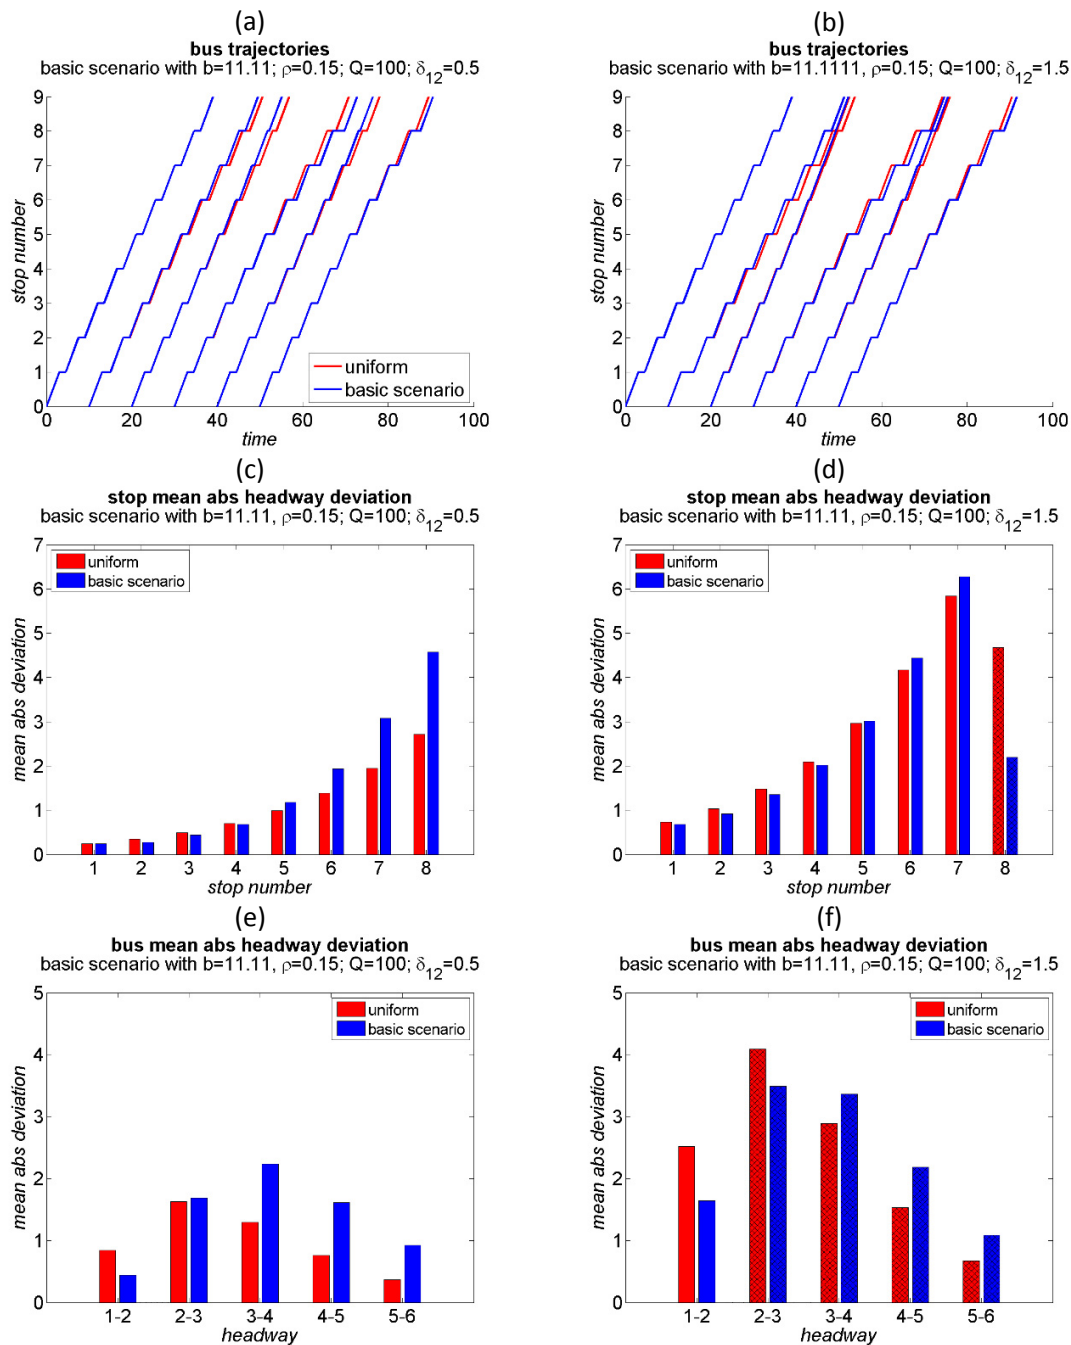 (a)
bus trajectories
basic scenario with b=11.11; ρ=0.15; Q=100; δ12=0.5
9
8
7
6
5
4
3
2
1
0
stop number
uniform
basic scenario
0 20 40 60 80 100
time
(b)
bus trajectories
basic scenario with b=11.1111, ρ=0.15; Q=100; δ12=1.5
9
8
7
6
5
4
3
2
1
0
stop number
0 20 40 60 80 100
time
(c)
stop mean abs headway deviation
basic scenario with b=11.11, ρ=0.15; Q=100; δ12=0.5
7
6
5
4
3
2
1
0
mean abs deviation
uniform
basic scenario
1 2 3 4 5 6 7 8
stop number
(d)
stop mean abs headway deviation
basic scenario with b=11.11, ρ=0.15; Q=100; δ12=1.5
7
6
5
4
3
2
1
0
mean abs deviation
uniform
basic scenario
1 2 3 4 5 6 7 8
stop number
(e)
bus mean abs headway deviation
basic scenario with b=11.11, ρ=0.15; Q=100; δ12=0.5
5
4
3
2
1
0
mean abs deviation
uniform
basic scenario
1-2 2-3 3-4 4-5 5-6
headway
(f)
bus mean abs headway deviation
basic scenario with b=11.11, ρ=0.15; Q=100; δ12=1.5
5
4
3
2
1
0
mean abs deviation
uniform
basic scenario
1-2 2-3 3-4 4-5 5-6
headway